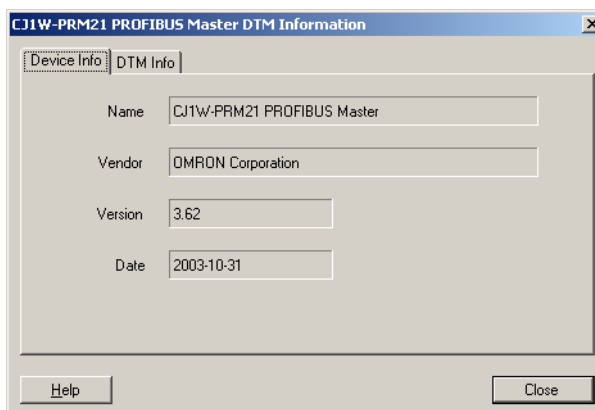 CJ1W-PRM21 PROFIBUS Master DTM Information
Device Info DTM Info
Name CJ1W-PRM21 PROFIBUS Master
Vendor OMRON Corporation
Version 3.62
Date 2003-10-31
Help Close